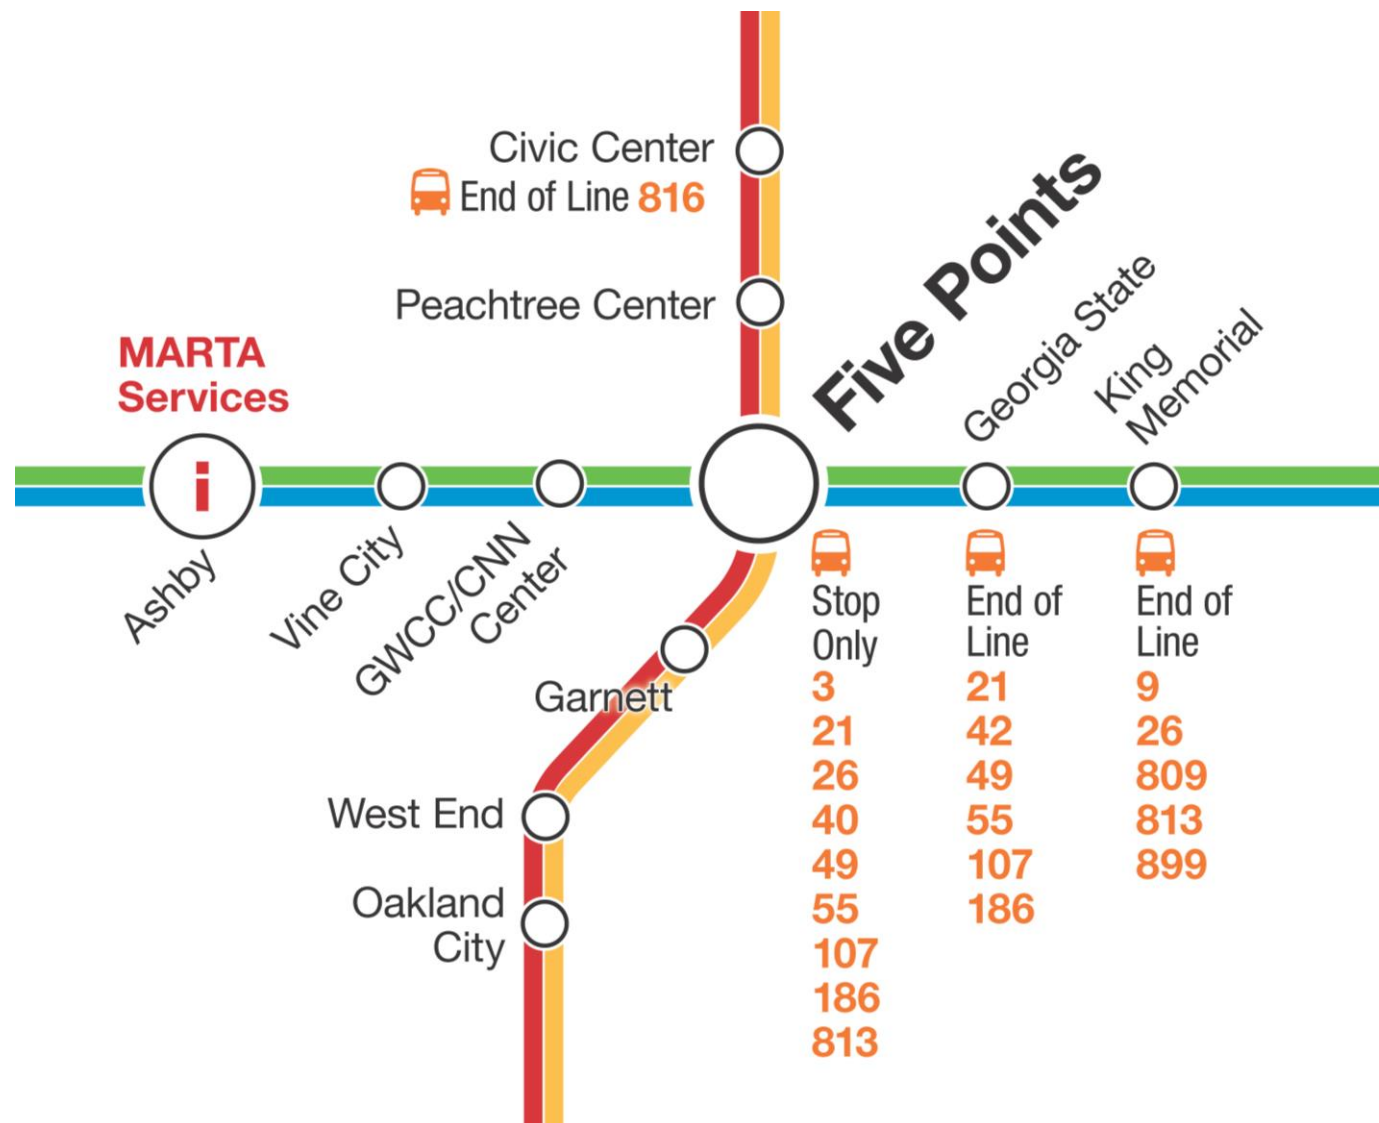 Civic Center
End of Line 816
Peachtree Center
Five Points
Georgia State
King
Memorial
MARTA
Services
i
Ashby
Vine City
GWCC/CNN
Center
Garnett
West End
Oakland
City
Stop
Only
3
21
26
40
49
55
107
186
813
End of
Line
21
42
49
55
107
186
End of
Line
9
26
809
813
899